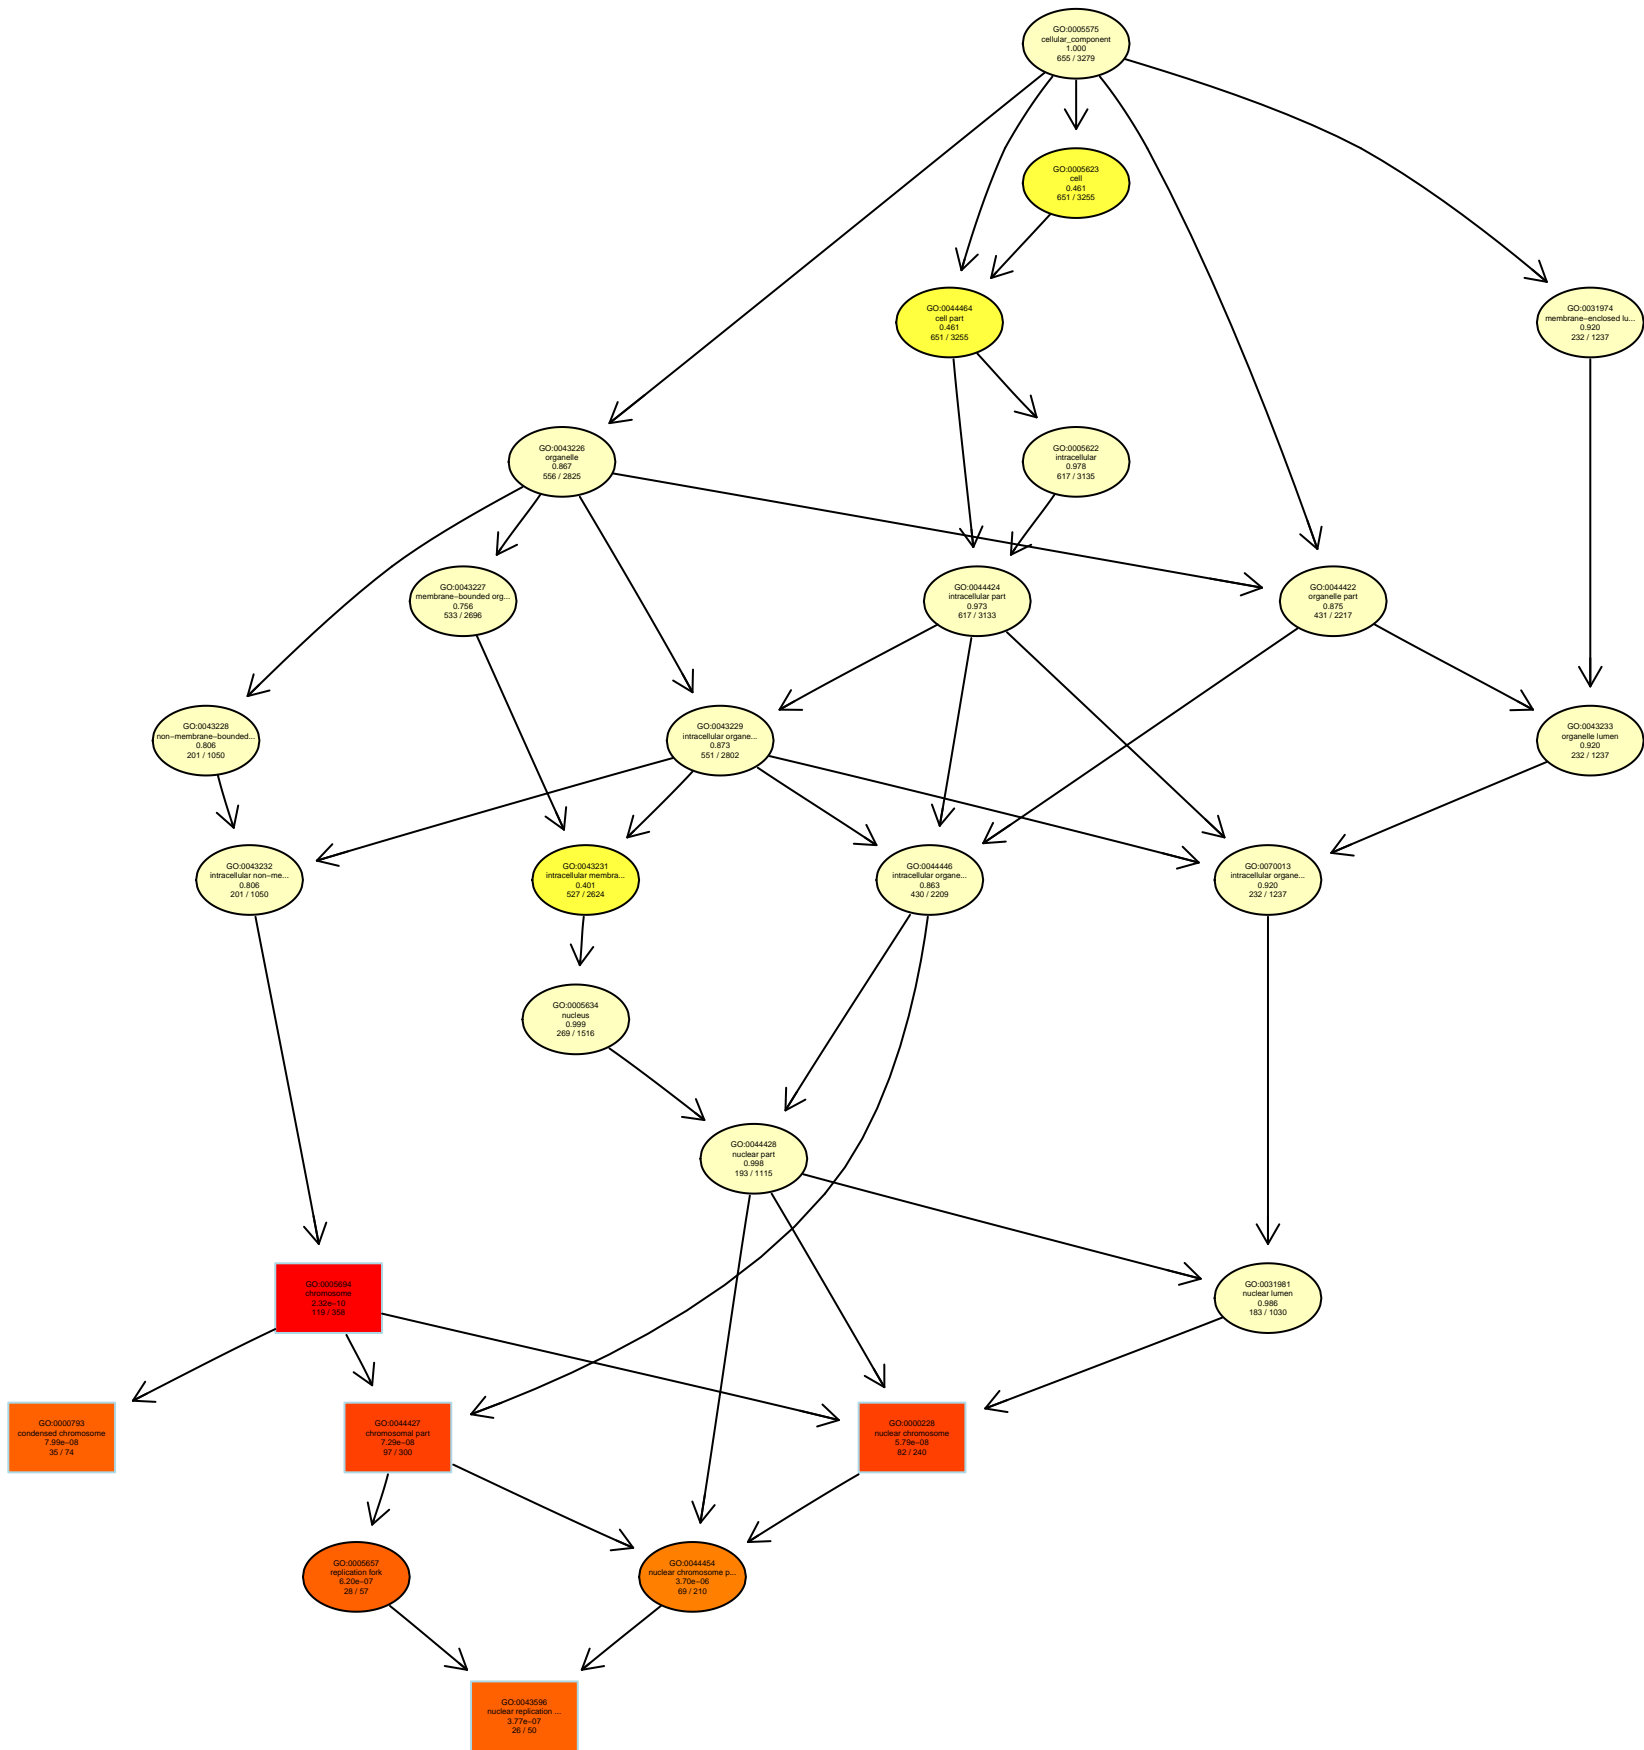 GO:0005575
cellular_component
1.000
655 / 3279
GO:0005623
cell
0.461
651 / 3255
GO:0044464
cell part
0.461
651 / 3255
GO:0031974
membrane−enclosed lu...
0.920
232 / 1237
GO:0043226
organelle
0.867
556 / 2825
GO:0005622
intracellular
0.978
617 / 3135
GO:0043227
membrane−bounded org...
0.756
533 / 2696
GO:0044424
intracellular part
0.973
617 / 3133
GO:0044422
organelle part
0.875
431 / 2217
GO:0043228
non−membrane−bounded...
0.806
201 / 1050
GO:0043229
intracellular organe...
0.873
551 / 2802
GO:0043233
organelle lumen
0.920
232 / 1237
GO:0043232
intracellular non−me...
0.806
201 / 1050
GO:0043231
intracellular membra...
0.401
527 / 2624
GO:0044446
intracellular organe...
0.863
430 / 2209
GO:0070013
intracellular organe...
0.920
232 / 1237
GO:0005634
nucleus
0.999
269 / 1516
GO:0044428
nuclear part
0.998
193 / 1115
GO:0005694
chromosome
2.32e−10
119 / 358
GO:0031981
nuclear lumen
0.986
183 / 1030
GO:0000793
condensed chromosome
7.99e−08
35 / 74
GO:0044427
chromosomal part
7.29e−08
97 / 300
GO:0000228
nuclear chromosome
5.79e−08
82 / 240
GO:0005657
replication fork
6.20e−07
28 / 57
GO:0044454
nuclear chromosome p...
3.70e−06
69 / 210
GO:0043596
nuclear replication ...
3.77e−07
26 / 50